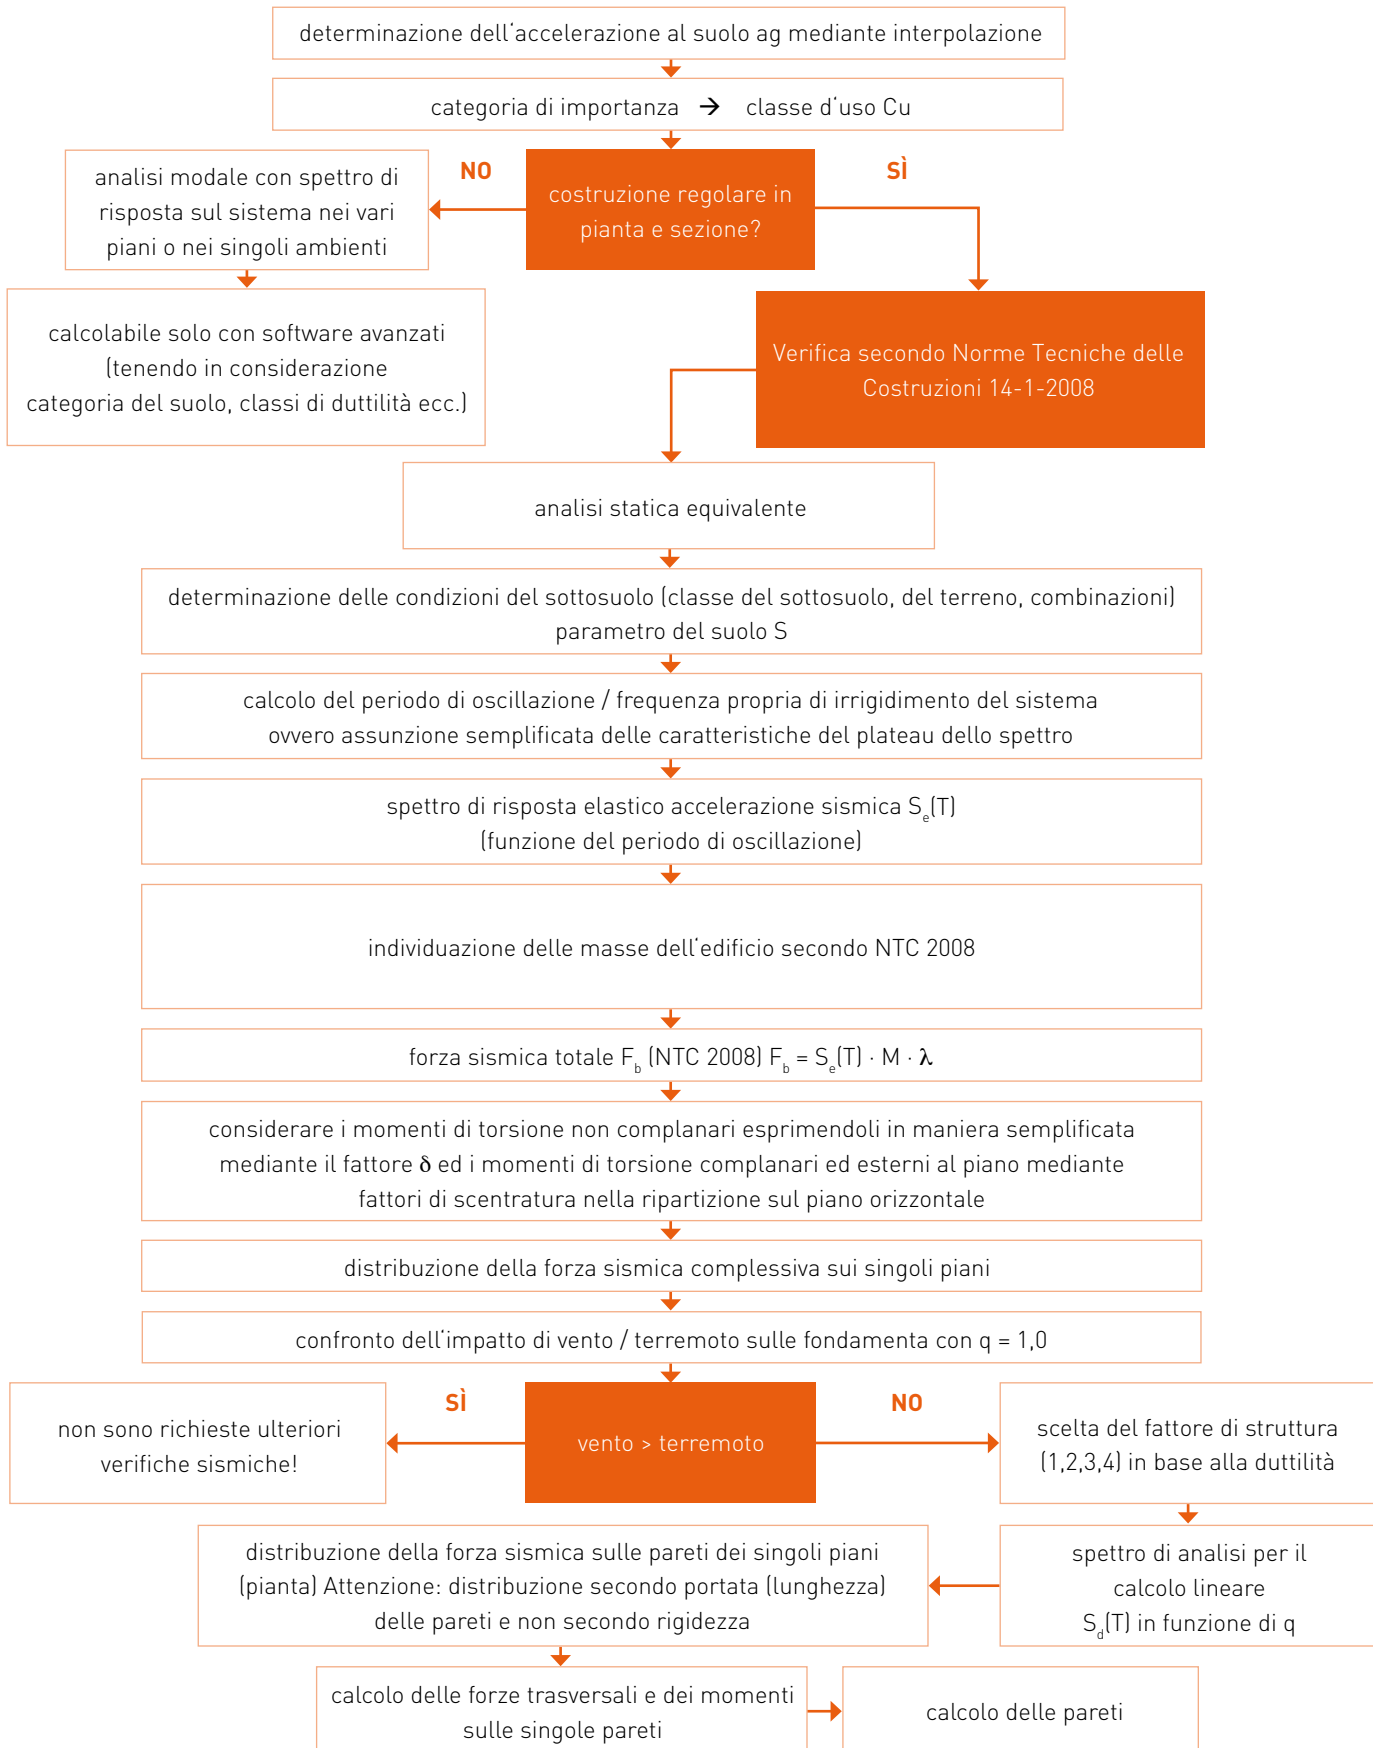 determinazione dell'accelerazione al suolo ag mediante interpolazione
categoria di importanza → classe d'uso Cu
NO
SÌ
costruzione regolare in
pianta e sezione?
analisi modale con spettro di
risposta sul sistema nei vari
piani o nei singoli ambienti
calcolabile solo con software avanzati
(tenendo in considerazione
categoria del suolo, classi di duttilità ecc.)
Verifica secondo Norme Tecniche delle
Costruzioni 14-1-2008
analisi statica equivalente
determinazione delle condizioni del sottosuolo (classe del sottosuolo, del terreno, combinazioni)
parametro del suolo S
calcolo del periodo di oscillazione / frequenza propria di irrigidimento del sistema
ovvero assunzione semplificata delle caratteristiche del plateau dello spettro
spettro di risposta elastico accelerazione sismica Se(T)
(funzione del periodo di oscillazione)
individuazione delle masse dell'edificio secondo NTC 2008
forza sismica totale Fb (NTC 2008) Fb = Se(T) · M · λ
considerare i momenti di torsione non complanari esprimendoli in maniera semplificata
mediante il fattore δ ed i momenti di torsione complanari ed esterni al piano mediante
fattori di scentratura nella ripartizione sul piano orizzontale
distribuzione della forza sismica complessiva sui singoli piani
confronto dell'impatto di vento / terremoto sulle fondamenta con q = 1,0
SÌ
NO
vento > terremoto
non sono richieste ulteriori
verifiche sismiche!
scelta del fattore di struttura
(1,2,3,4) in base alla duttilità
spettro di analisi per il
calcolo lineare
Sd(T) in funzione di q
distribuzione della forza sismica sulle pareti dei singoli piani
(pianta) Attenzione: distribuzione secondo portata (lunghezza)
delle pareti e non secondo rigidezza
calcolo delle forze trasversali e dei momenti
sulle singole pareti
calcolo delle pareti